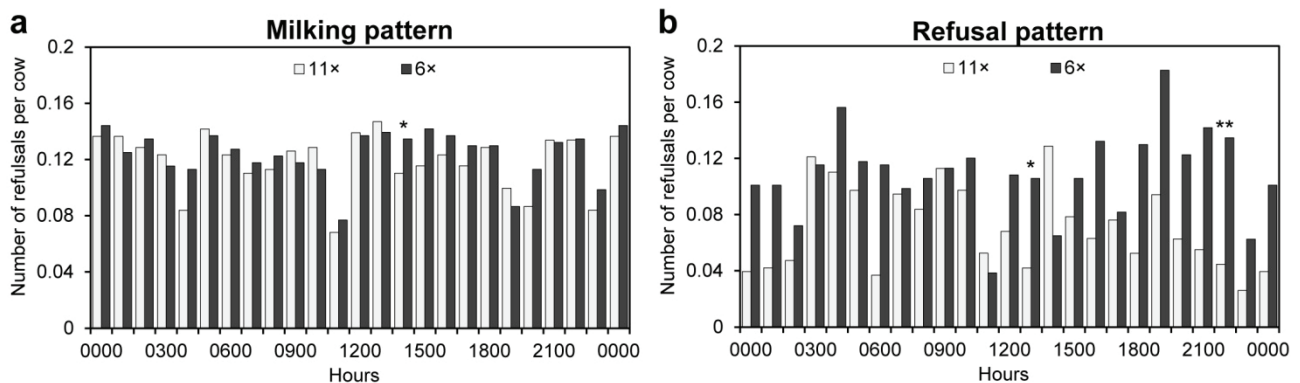 a
Milking pattern
Number of refulsals per cow
0.2
0.16
0.12
0.08
0.04
0
11× 6×
*
0000 0300 0600 0900 1200 1500 1800 2100 0000
Hours
b
Refusal pattern
Number of refulsals per cow
0.2
0.16
0.12
0.08
0.04
0
11× 6×
*
**
0000 0300 0600 0900 1200 1500 1800 2100 0000
Hours